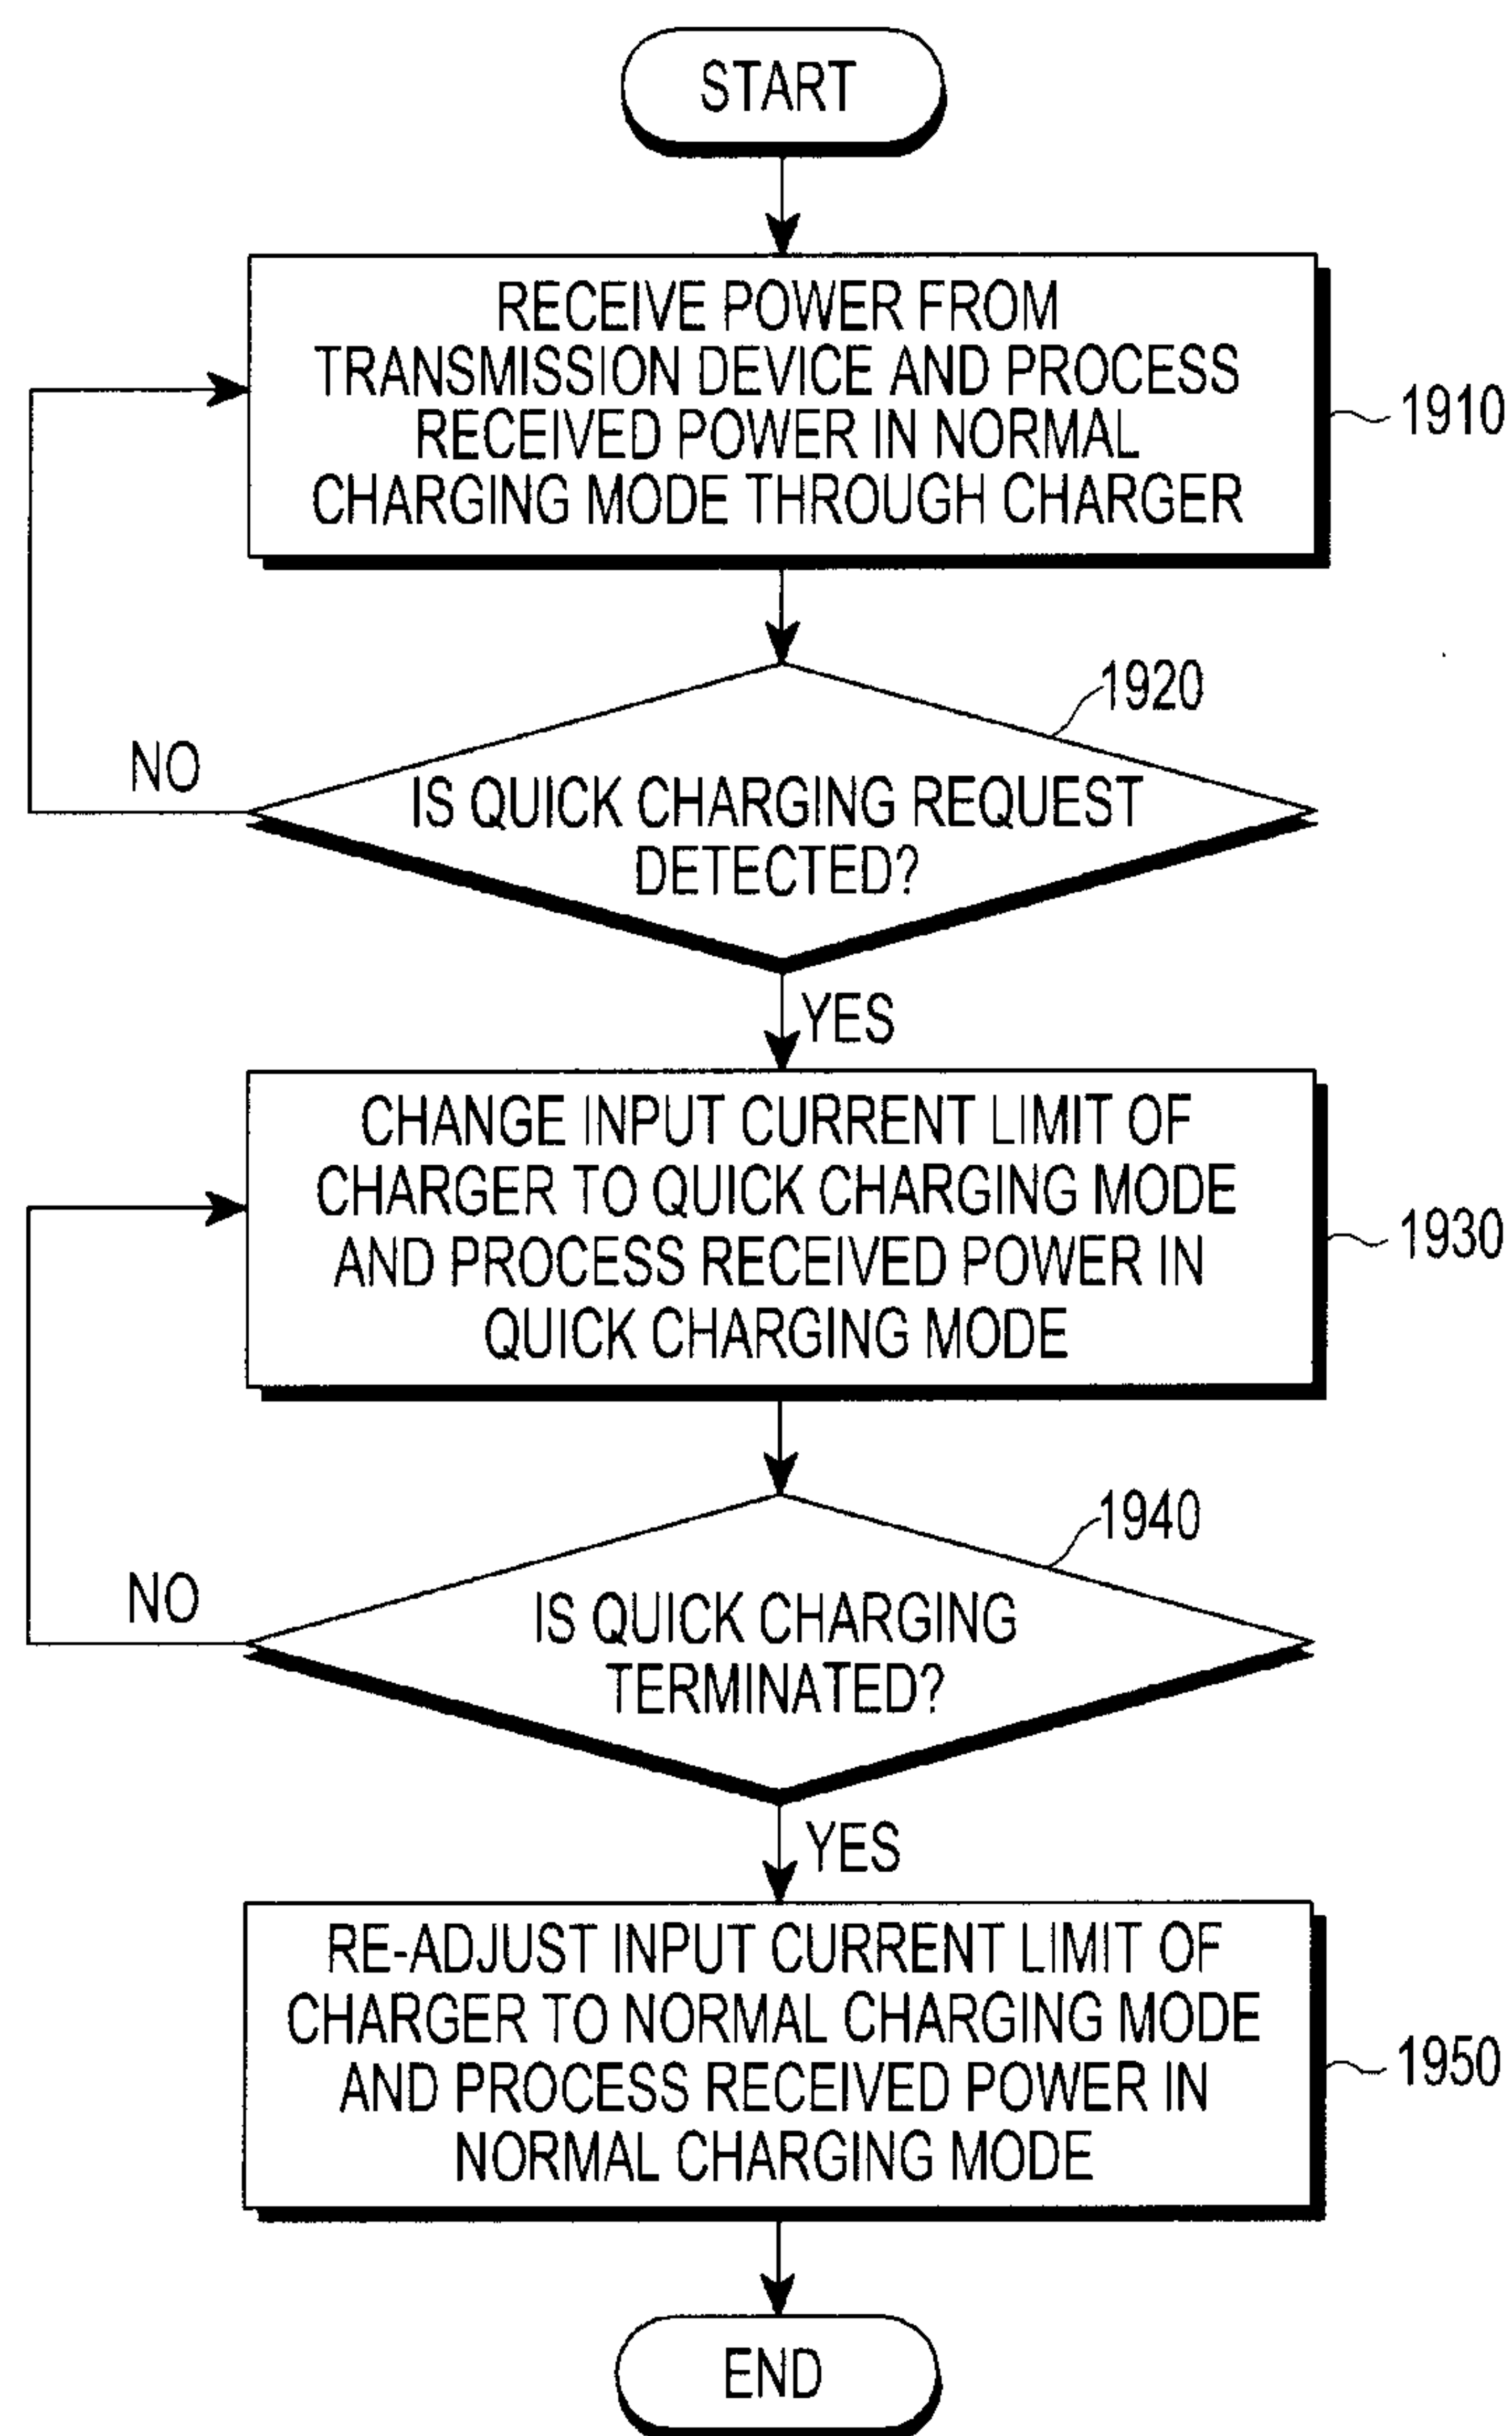 START
RECEIVE POWER FROM
TRANSMISSION DEVICE AND PROCESS
RECEIVED POWER IN NORMAL
CHARGING MODE THROUGH CHARGER
1910
1920
NO
IS QUICK CHARGING REQUEST
DETECTED?
YES
CHANGE INPUT CURRENT LIMIT OF
CHARGER TO QUICK CHARGING MODE
AND PROCESS RECEIVED POWER IN
QUICK CHARGING MODE
1930
1940
NO
IS QUICK CHARGING
TERMINATED?
YES
RE-ADJUST INPUT CURRENT LIMIT OF
CHARGER TO NORMAL CHARGING MODE
AND PROCESS RECEIVED POWER IN
NORMAL CHARGING MODE
1950
END